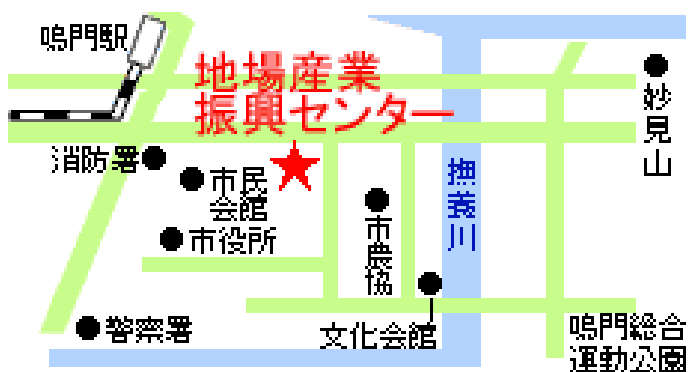 鳴門駅
地場産業
振興センター
妙見山
消防署
市民
会館
撫養川
市農協
市役所
文化会館
警察署
鳴門総合
運動公園